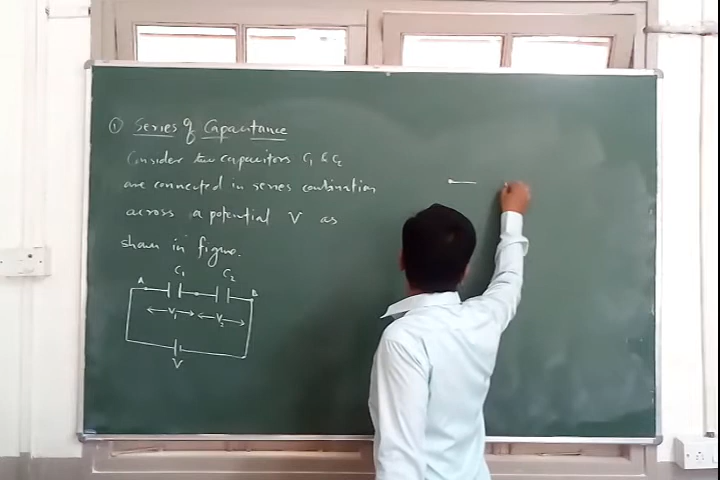 ① Series of Capacitance
Consider two capacitors C1 & C2
are connected in series combination
across a potential V as
shown in figure.
C1 C2
A B
V1 V2
V